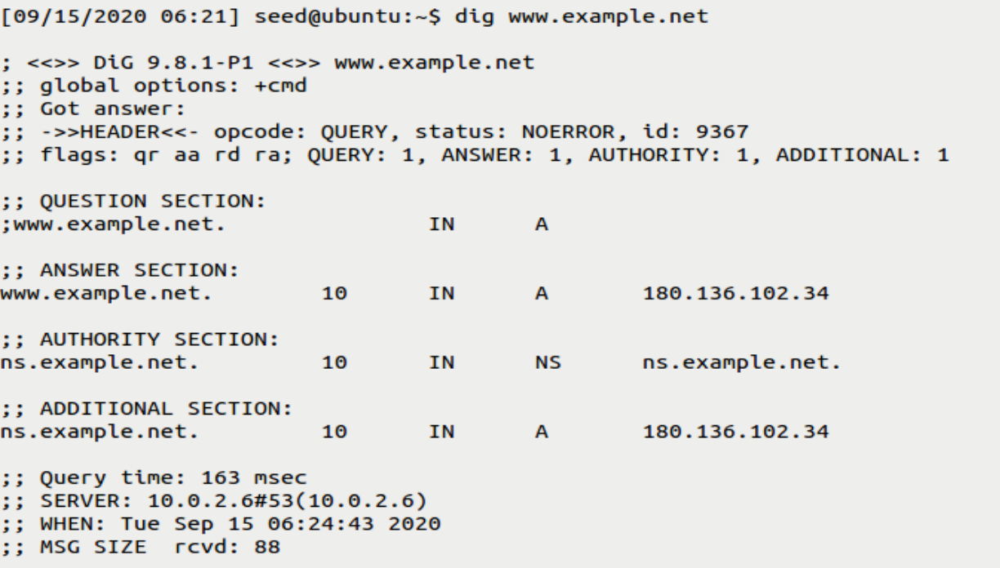 [09/15/2020 06:21] seed@ubuntu:~$ dig www.example.net
; <<>> DiG 9.8.1-P1 <<>> www.example.net
;; global options: +cmd
;; Got answer:
;; ->>HEADER<<- opcode: QUERY, status: NOERROR, id: 9367
;; flags: qr aa rd ra; QUERY: 1, ANSWER: 1, AUTHORITY: 1, ADDITIONAL: 1
;; QUESTION SECTION:
;www.example.net. IN A
;; ANSWER SECTION:
www.example.net. 10 IN A 180.136.102.34
;; AUTHORITY SECTION:
ns.example.net. 10 IN NS ns.example.net.
;; ADDITIONAL SECTION:
ns.example.net. 10 IN A 180.136.102.34
;; Query time: 163 msec
;; SERVER: 10.0.2.6#53(10.0.2.6)
;; WHEN: Tue Sep 15 06:24:43 2020
;; MSG SIZE rcvd: 88